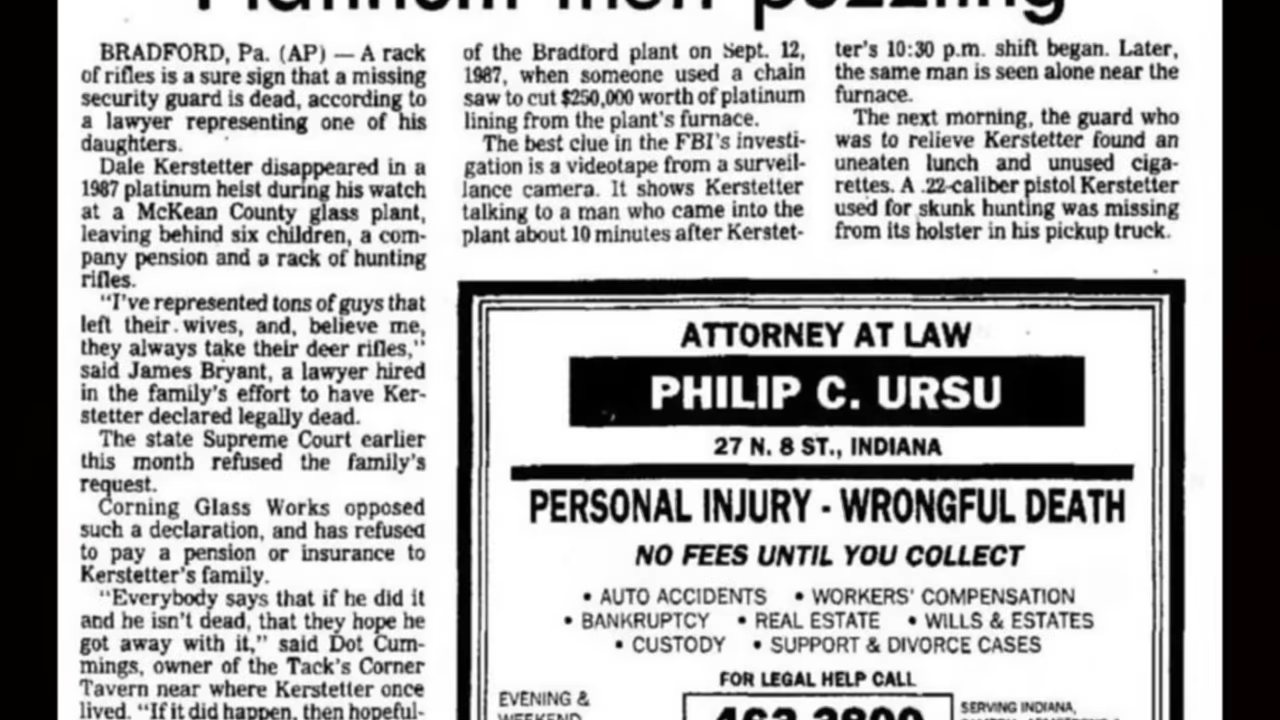 Platinum theft puzzling
BRADFORD, Pa. (AP) — A rack
of rifles is a sure sign that a missing
security guard is dead, according to
a lawyer representing one of his
daughters.
Dale Kerstetter disappeared in a
1987 platinum heist during his watch
at a McKean County glass plant,
leaving behind six children, a com-
pany pension and a rack of hunting
rifles.
"I've represented tons of guys that
left their wives, and, believe me,
they always take their deer rifles,"
said James Bryant, a lawyer hired
in the family's effort to have Ker-
stetter declared legally dead.
The state Supreme Court earlier
this month refused the family's
request.
Corning Glass Works opposed
such a declaration, and has refused
to pay a pension or insurance to
Kerstetter's family.
"Everybody says that if he did it
and he isn't dead, that they hope he
got away with it," said Dot Cum-
mings, owner of the Tack's Corner
Tavern near where Kerstetter once
lived. "If it did happen, then hopeful-
of the Bradford plant on Sept. 12,
1987, when someone used a chain
saw to cut $250,000 worth of platinum
lining from the plant's furnace.
The best clue in the FBI's investi-
gation is a videotape from a surveil-
lance camera. It shows Kerstetter
talking to a man who came into the
plant about 10 minutes after Kerstet-
ter's 10:30 p.m. shift began. Later,
the same man is seen alone near the
furnace.
The next morning, the guard who
was to relieve Kerstetter found an
uneaten lunch and unused ciga-
rettes. A .22-caliber pistol Kerstetter
used for skunk hunting was missing
from its holster in his pickup truck.
ATTORNEY AT LAW
PHILIP C. URSU
27 N. 8 ST., INDIANA
PERSONAL INJURY - WRONGFUL DEATH
NO FEES UNTIL YOU COLLECT
• AUTO ACCIDENTS • WORKERS' COMPENSATION
• BANKRUPTCY • REAL ESTATE • WILLS & ESTATES
• CUSTODY • SUPPORT & DIVORCE CASES
FOR LEGAL HELP CALL
EVENING &
WEEKEND
463-3800
SERVING INDIANA,